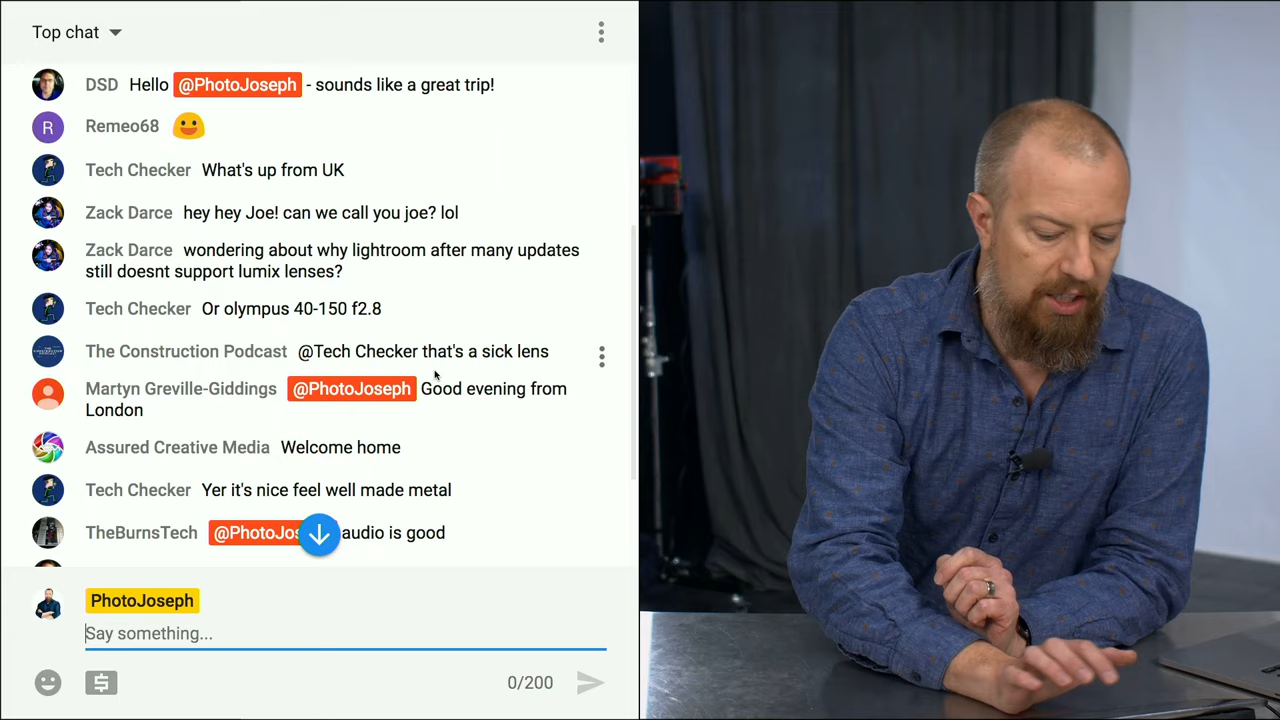 Top chat
DSD Hello @PhotoJoseph - sounds like a great trip!
R Remeo68
Tech Checker What's up from UK
Zack Darce hey hey Joe! can we call you joe? lol
Zack Darce wondering about why lightroom after many updates
still doesnt support lumix lenses?
Tech Checker Or olympus 40-150 f2.8
The Construction Podcast @Tech Checker that's a sick lens
Martyn Greville-Giddings @PhotoJoseph Good evening from
London
Assured Creative Media Welcome home
Tech Checker Yer it's nice feel well made metal
TheBurnsTech audio is good
PhotoJoseph
Say something...
$ 0/200